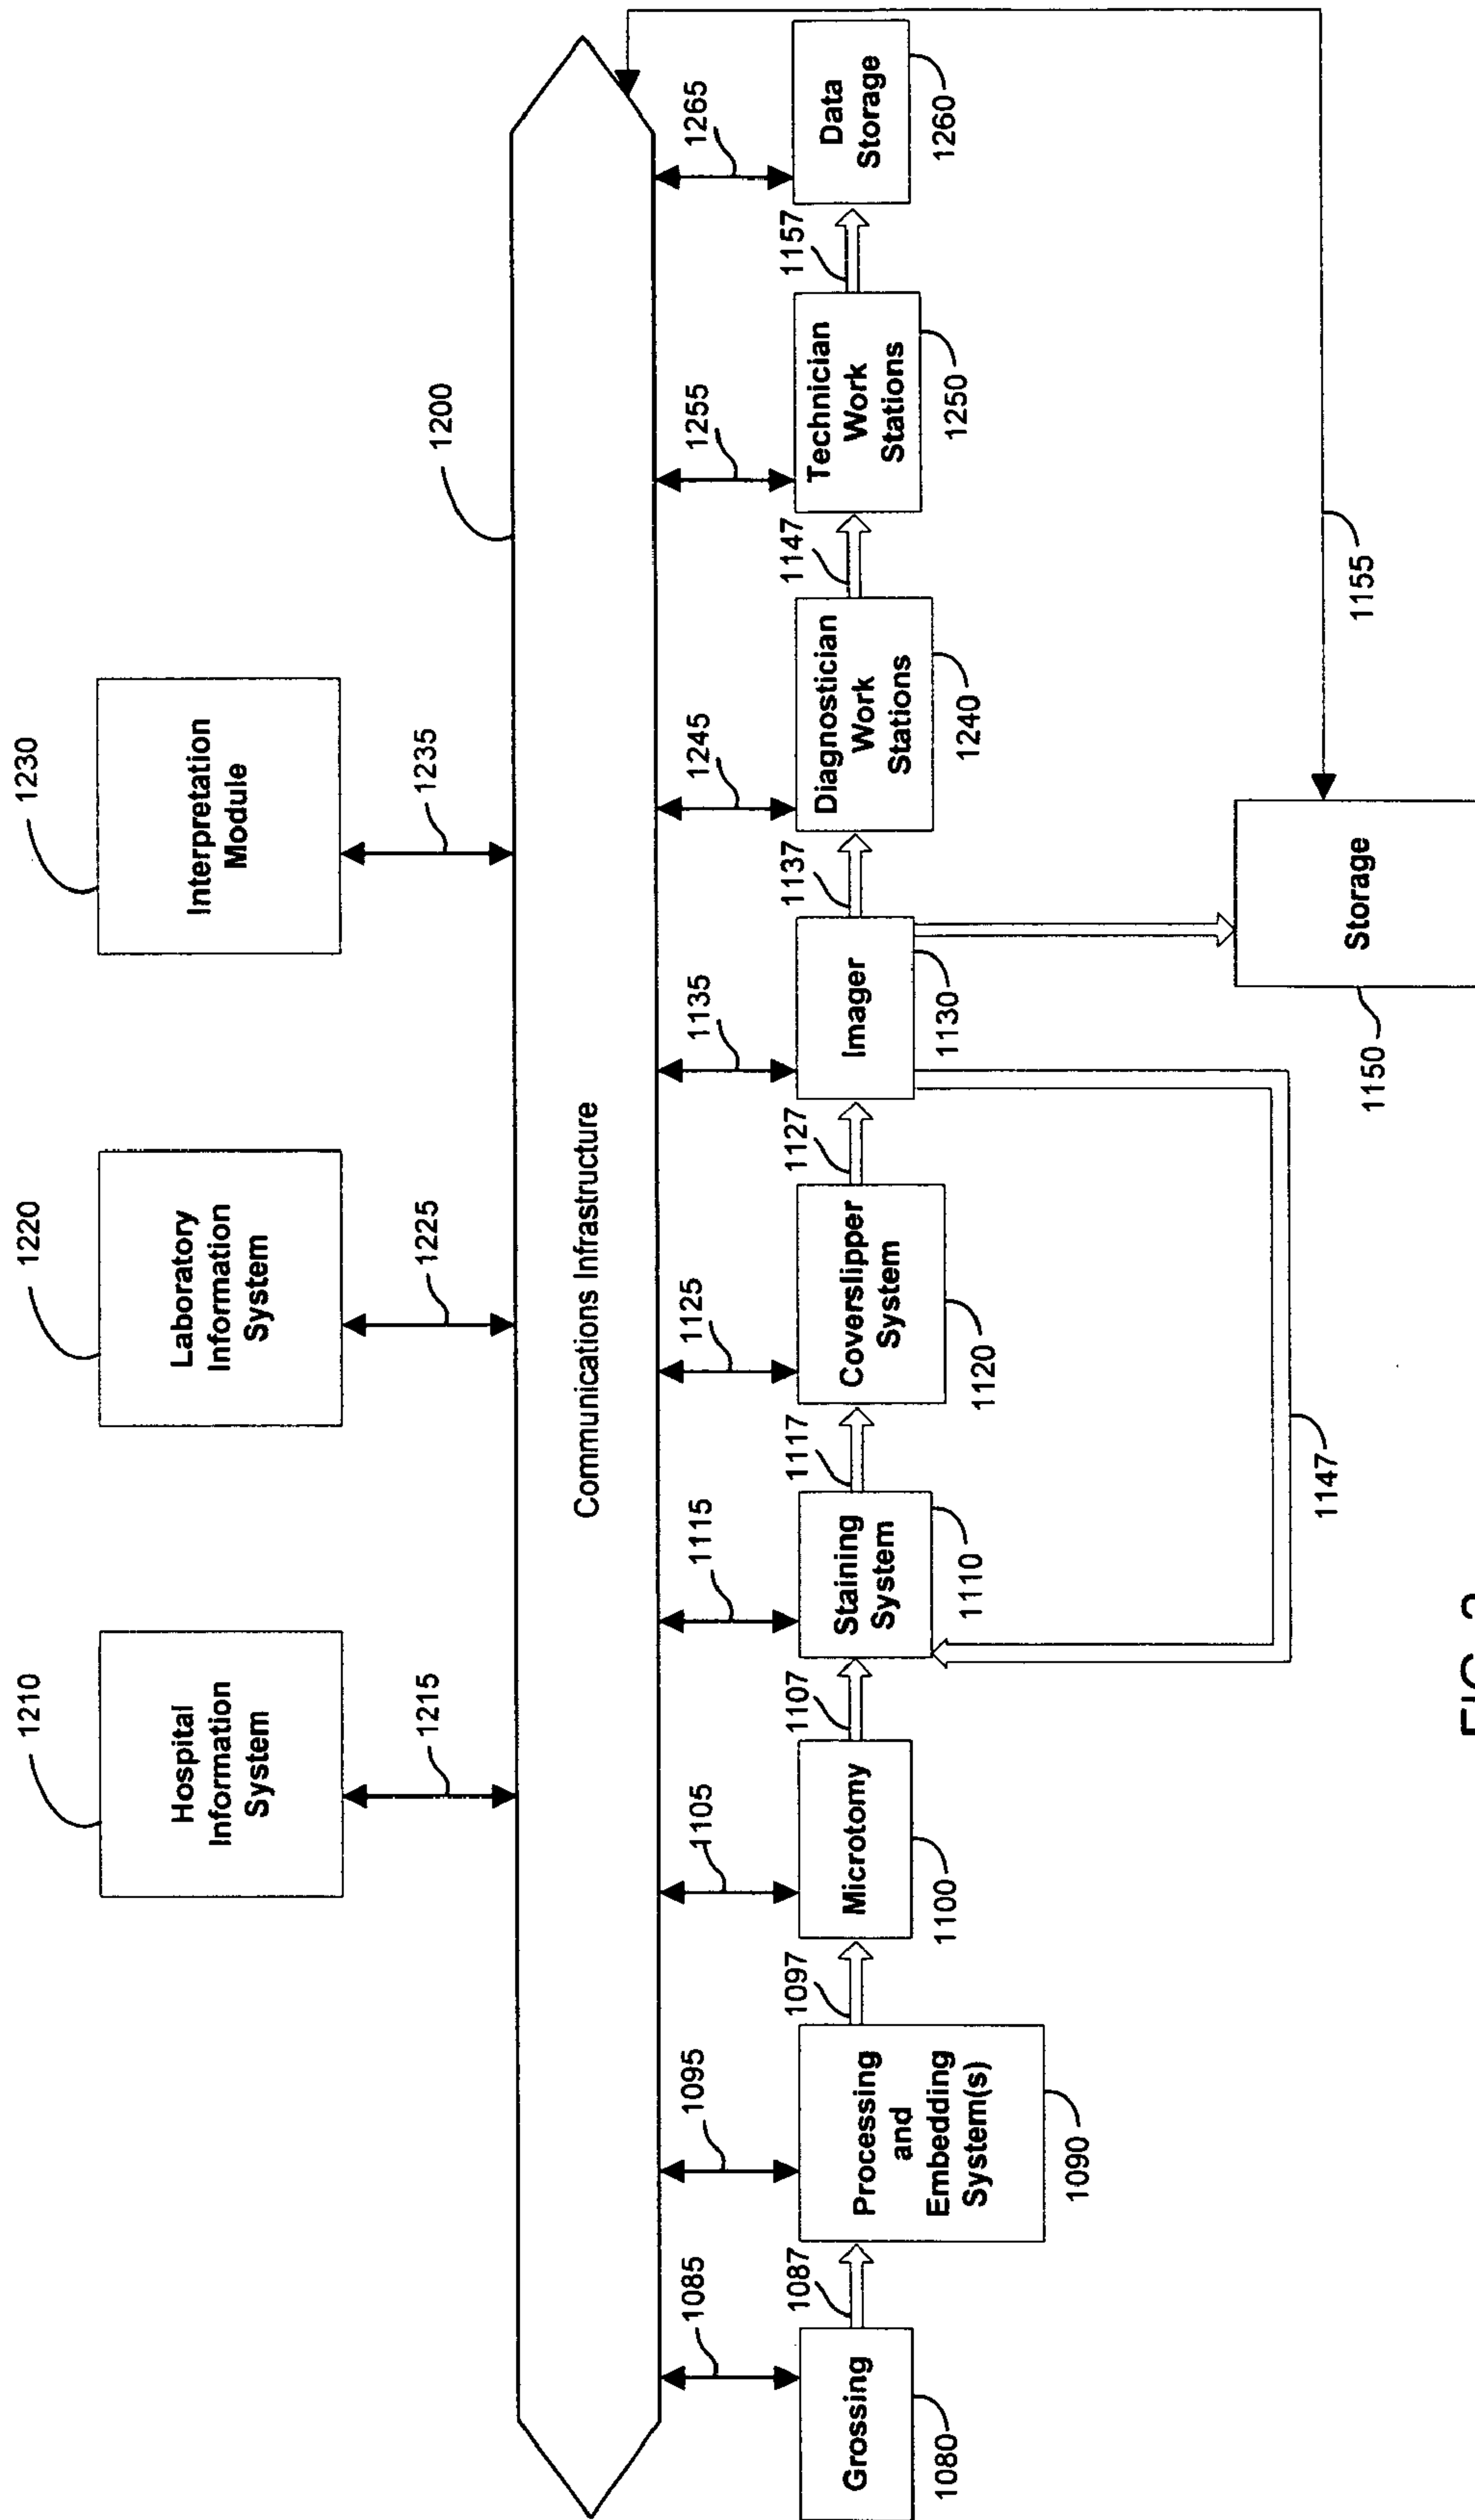 1210
1220
1230
Hospital
Information
System
Laboratory
Information
System
Interpretation
Module
1215
1225
1235
1200
Communications Infrastructure
1085
1095
1105
1115
1125
1135
1245
1255
1265
1087
1097
1107
1117
1127
1137
1147
1157
Grossing
Processing
and
Embedding
System(s)
Microtomy
Staining
System
Coverslipper
System
Imager
Diagnostician
Work
Stations
Technician
Work
Stations
Data
Storage
1080
1090
1100
1110
1120
1130
1240
1250
1260
1147
1150
Storage
1155